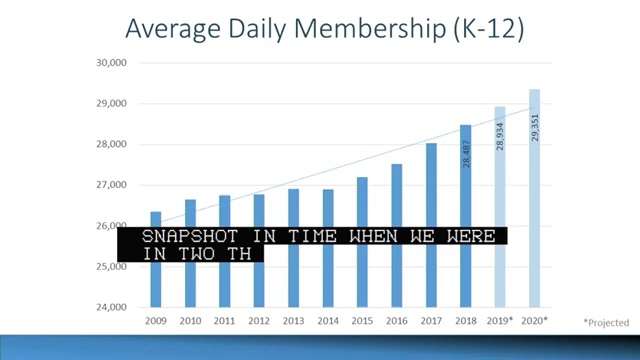 Average Daily Membership (K-12)
30,000
29,000
28,000
27,000
26,000
25,000
24,000
28,487
28,934
29,351
SNAPSHOT IN TIME WHEN WE WERE
IN TWO TH
2009 2010 2011 2012 2013 2014 2015 2016 2017 2018 2019* 2020*
*Projected